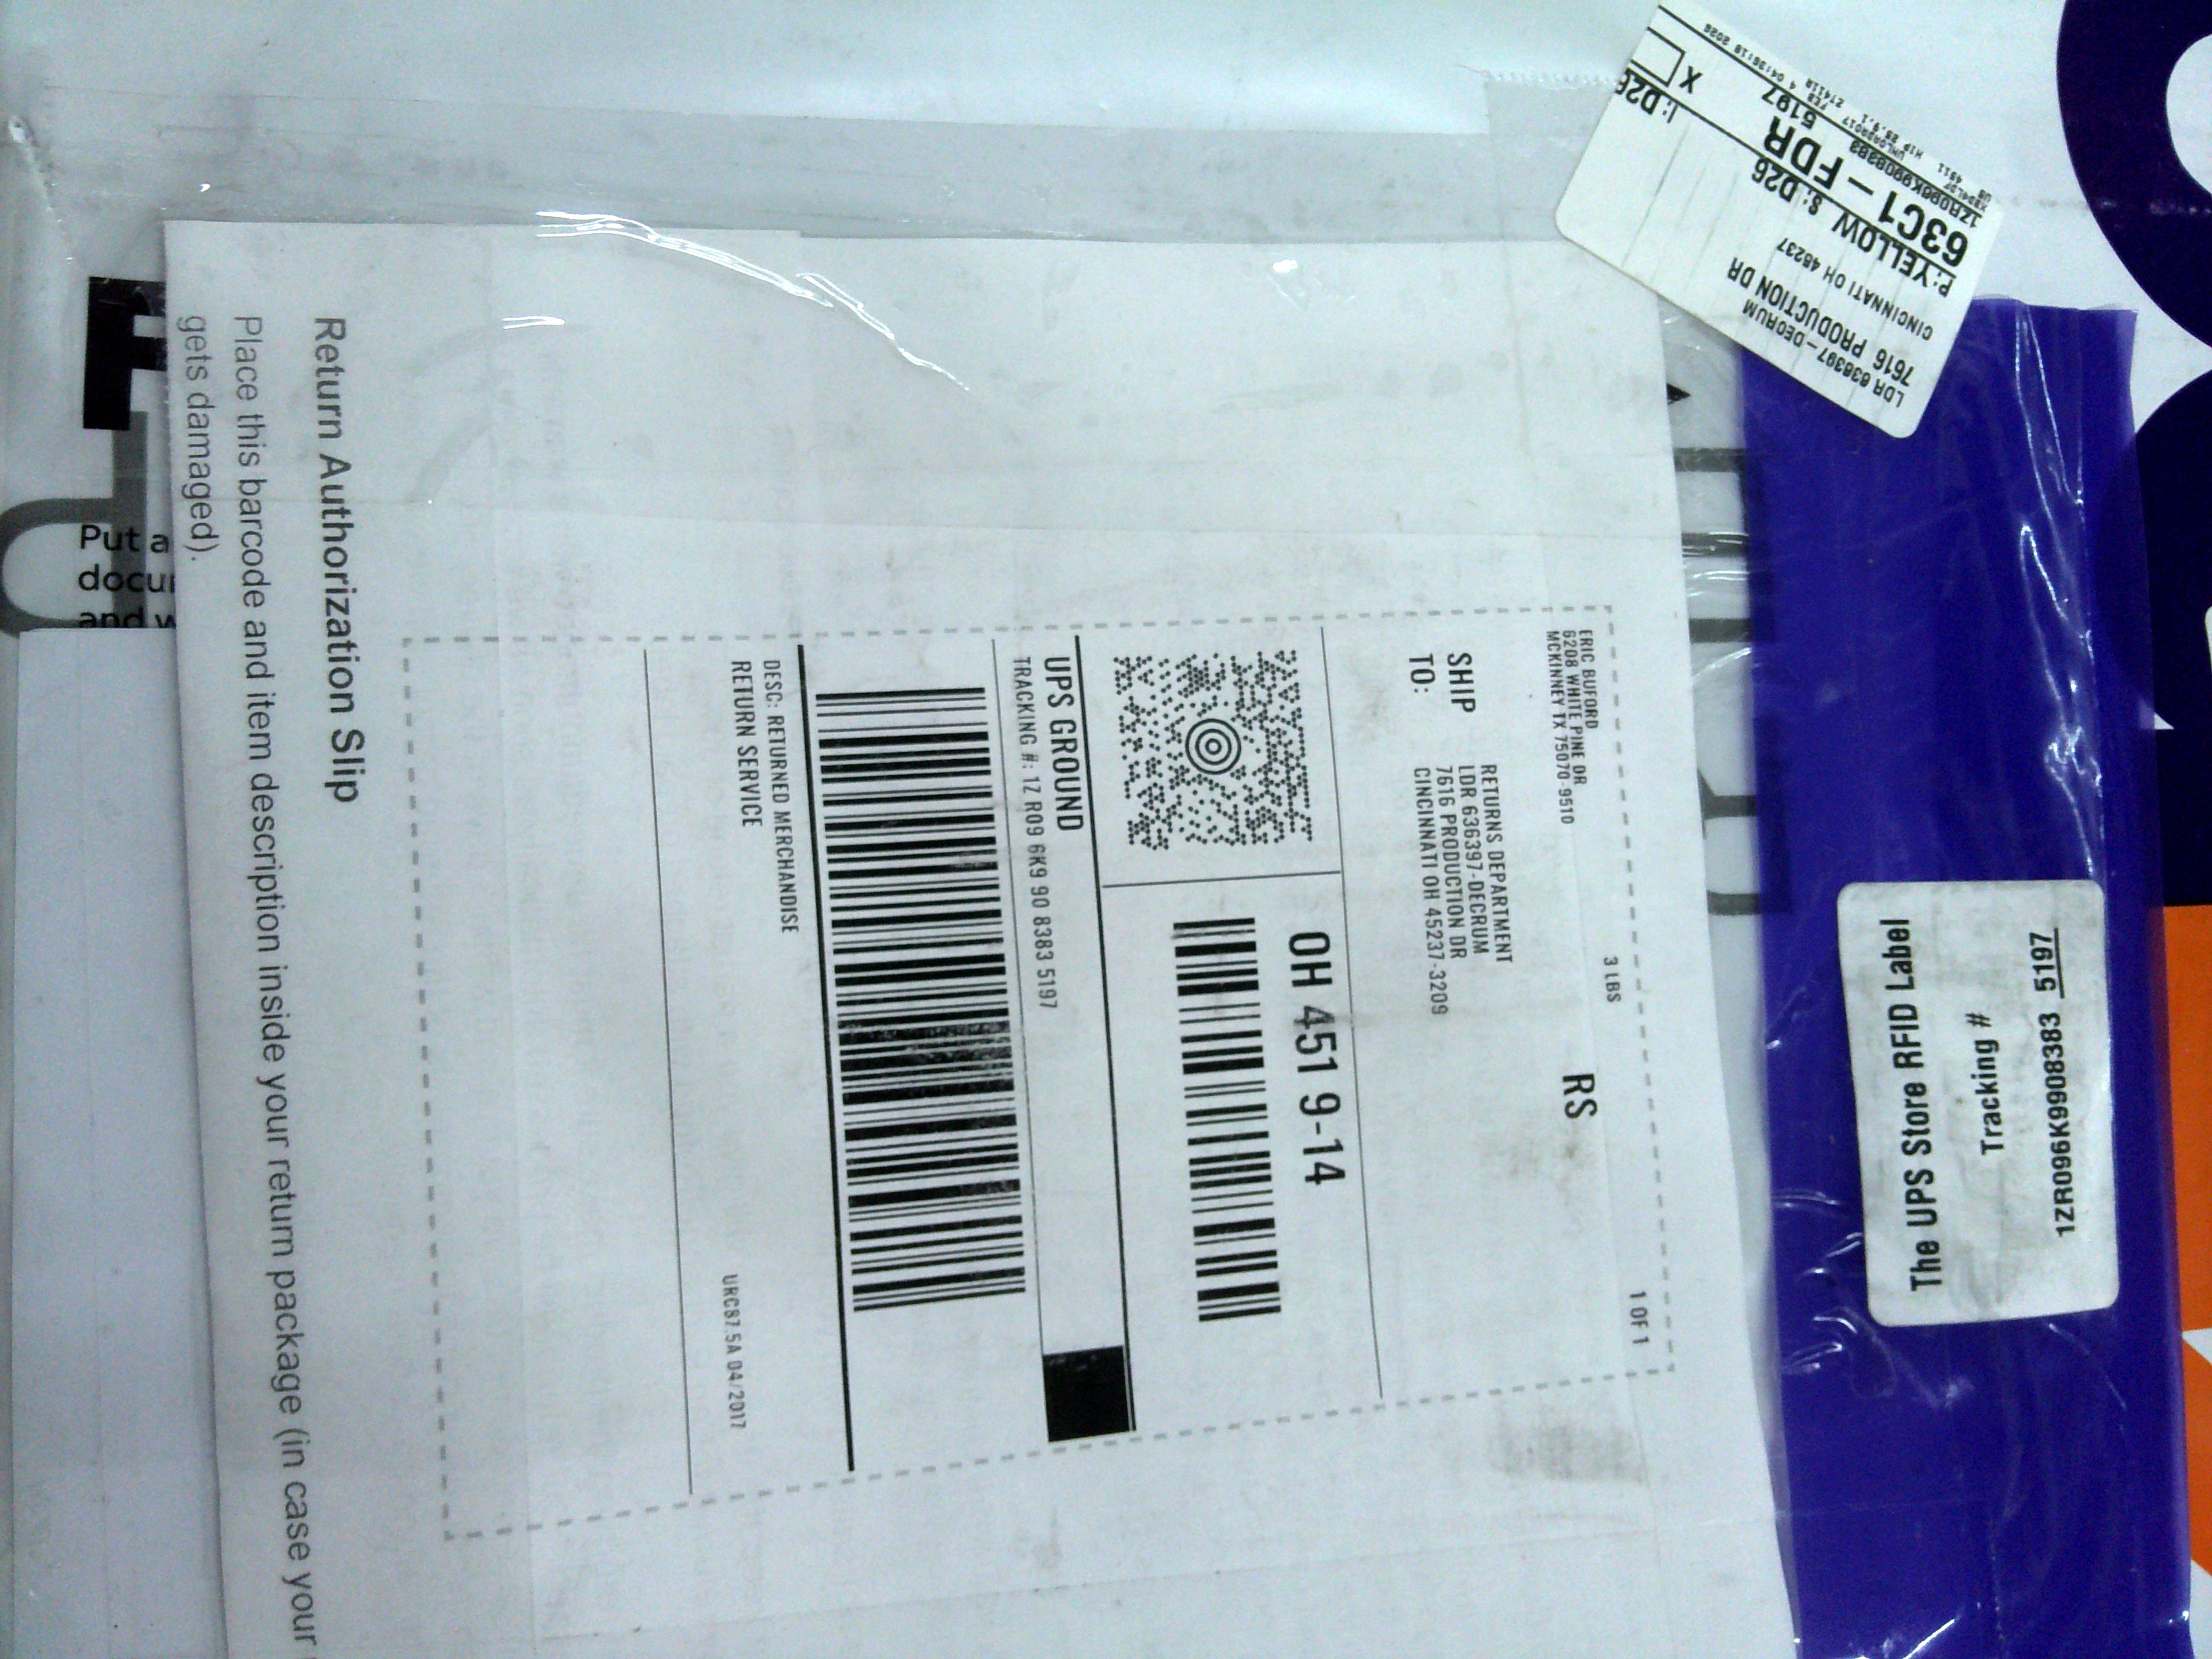 ERIC BUFORD
6208 WHITE PINE DR
MCKINNEY TX 75070-9510
3 LBS
1 OF 1
RS
SHIP
TO:
RETURNS DEPARTMENT
LDR 636397-DECRUM
7616 PRODUCTION DR
CINCINNATI OH 45237-3209
OH 451 9-14
UPS GROUND
TRACKING #: 1Z R09 6K9 90 8383 5197
DESC: RETURNED MERCHANDISE
RETURN SERVICE
URC87.5A 04/2017
Return Authorization Slip
Place this barcode and item description inside your return package (in case your
gets damaged).
The UPS Store RFID Label
Tracking #
1ZR096K9908383 5197
LDR 636397-DECRUM
7616 PRODUCTION DR
CINCINNATI OH 45237
P: YELLOW S: D26 I: D26
63C1-FDR
X
1ZR096K9908383 5197
Put a
docu
and w